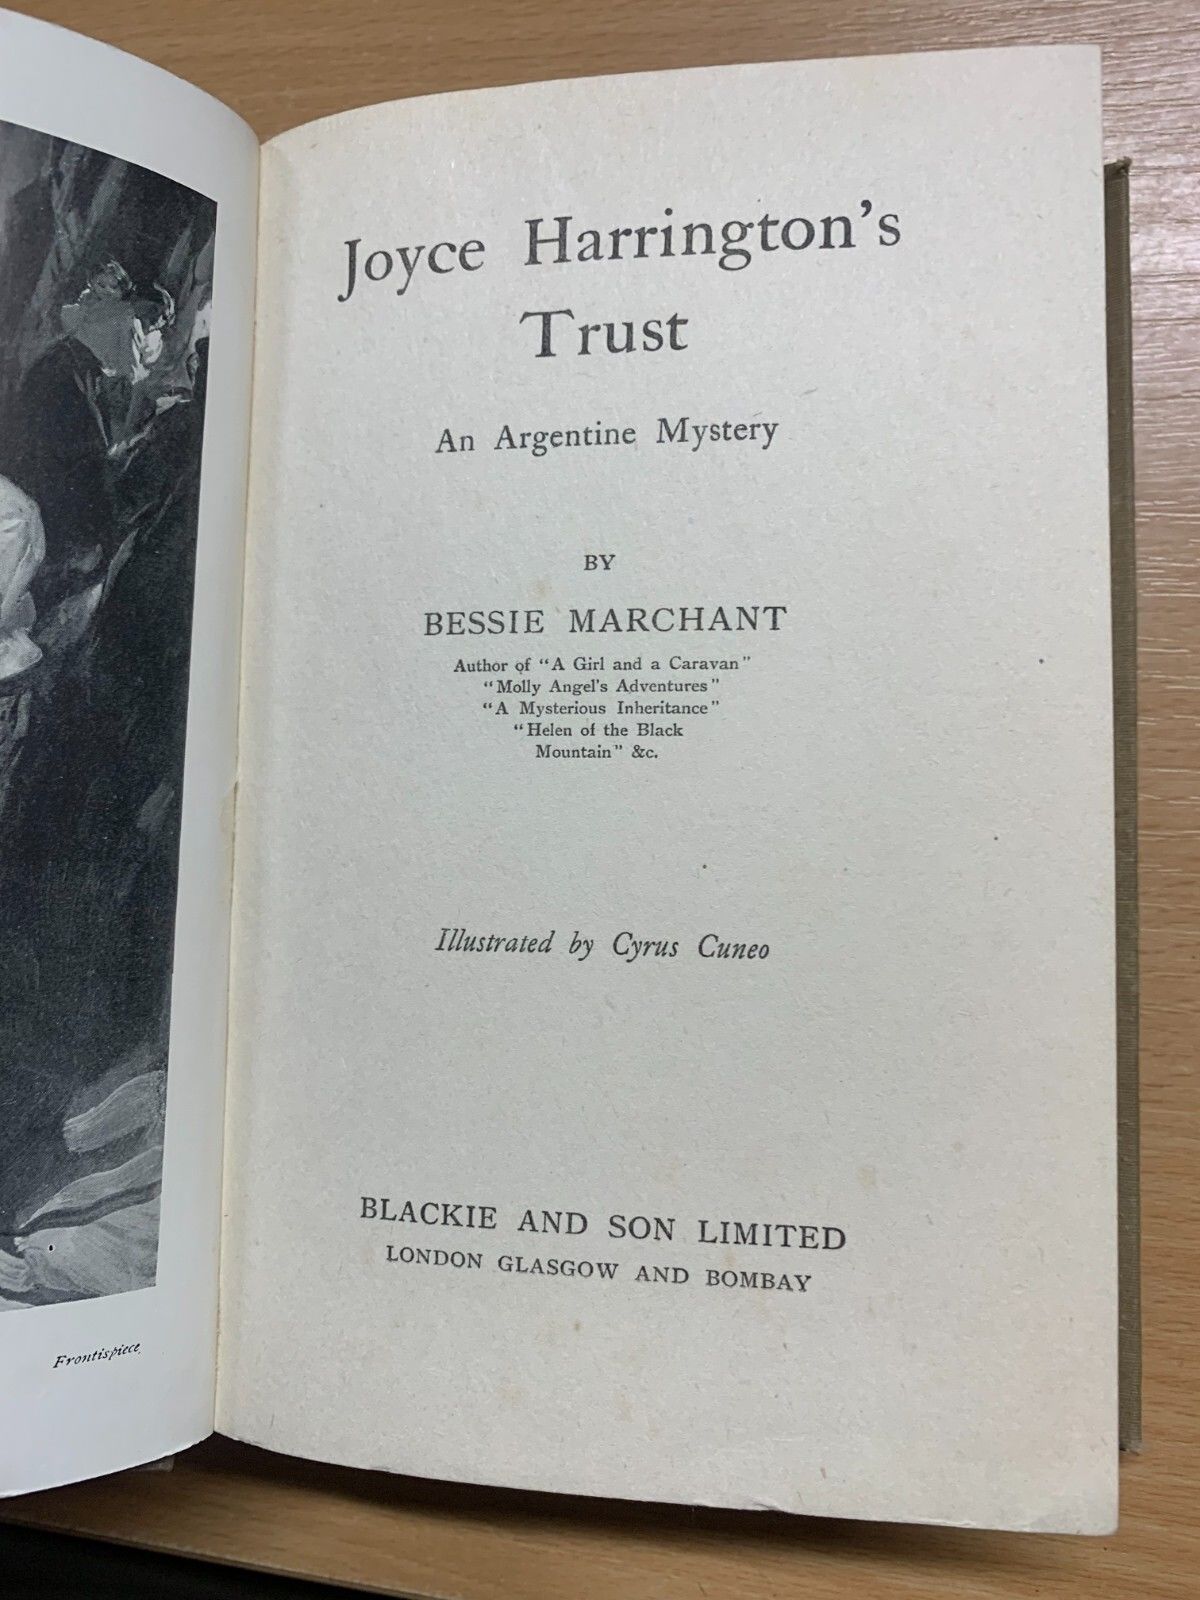 Joyce Harrington's
Trust
An Argentine Mystery
BY
BESSIE MARCHANT
Author of "A Girl and a Caravan"
"Molly Angel's Adventures"
"A Mysterious Inheritance"
"Helen of the Black
Mountain" &c.
Illustrated by Cyrus Cuneo
BLACKIE AND SON LIMITED
LONDON GLASGOW AND BOMBAY
Frontispiece